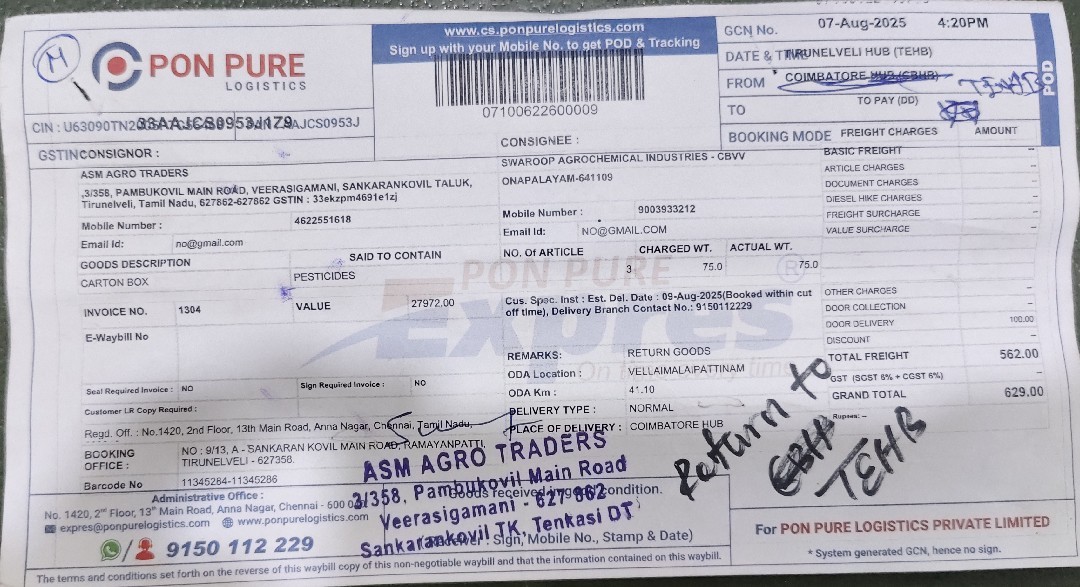 M
PON PURE
LOGISTICS
www.cs.ponpurelogistics.com
Sign up with your Mobile No. to get POD & Tracking
07100622600009
GCN No.
07-Aug-2025 4:20PM
DATE & TIME
TIRUNELVELI HUB (TEHB)
FROM
COIMBATORE HUB (CBHB)
TO
TO PAY (DD)
POD
BOOKING MODE
CIN : U63090TN
33AAJCS0953J1Z9
AAJCS0953J
GSTIN
CONSIGNOR :
ASM AGRO TRADERS
,3/358, PAMBUKOVIL MAIN ROAD, VEERASIGAMANI, SANKARANKOVIL TALUK,
Tirunelveli, Tamil Nadu, 627862-627862 GSTIN : 33ekzpm4691e1zj
Mobile Number : 4622551618
Email Id: no@gmail.com
CONSIGNEE :
SWAROOP AGROCHEMICAL INDUSTRIES - CBVV
ONAPALAYAM-641109
Mobile Number : 9003933212
Email Id: NO@GMAIL.COM
FREIGHT CHARGES AMOUNT
BASIC FREIGHT –
ARTICLE CHARGES –
DOCUMENT CHARGES –
DIESEL HIKE CHARGES –
FREIGHT SURCHARGE –
VALUE SURCHARGE –
GOODS DESCRIPTION SAID TO CONTAIN
CARTON BOX PESTICIDES
NO. Of ARTICLE CHARGED WT. ACTUAL WT.
3 75.0 75.0
PON PURE ®
Expres
INVOICE NO. 1304 VALUE 27972.00
Cus. Spec. Inst : Est. Del. Date : 09-Aug-2025(Booked within cut
off time), Delivery Branch Contact No.: 9150112229
OTHER CHARGES –
DOOR COLLECTION –
DOOR DELIVERY 100.00
DISCOUNT –
TOTAL FREIGHT 562.00
GST (SGST 6% + CGST 6%)
GRAND TOTAL 629.00
Rupees: –
E-Waybill No
REMARKS: RETURN GOODS
ODA Location : VELLAIMALAIPATTINAM
ODA Km : 41.10
DELIVERY TYPE : NORMAL
PLACE OF DELIVERY : COIMBATORE HUB
Seal Required Invoice : NO Sign Required Invoice : NO
Customer LR Copy Required :
Regd. Off. : No.1420, 2nd Floor, 13th Main Road, Anna Nagar, Chennai, Tamil Nadu,
BOOKING OFFICE : NO : 9/13, A - SANKARAN KOVIL MAIN ROAD, RAMAYANPATTI,
TIRUNELVELI - 627358.
Barcode No 11345284-11345286
Return to
CBHB
TEHB
ASM AGRO TRADERS
3/358, Pambukovil Main Road
Veerasigamani - 627 862
Sankarankovil TK, Tenkasi DT
Goods received in good condition.
Receiver : Sign, Mobile No., Stamp & Date)
Administrative Office :
No. 1420, 2nd Floor, 13th Main Road, Anna Nagar, Chennai - 600 0
expres@ponpurelogistics.com www.ponpurelogistics.com
9150 112 229
For PON PURE LOGISTICS PRIVATE LIMITED
* System generated GCN, hence no sign.
The terms and conditions set forth on the reverse of this waybill copy of this non-negotiable waybill and that the information contained on this waybill.